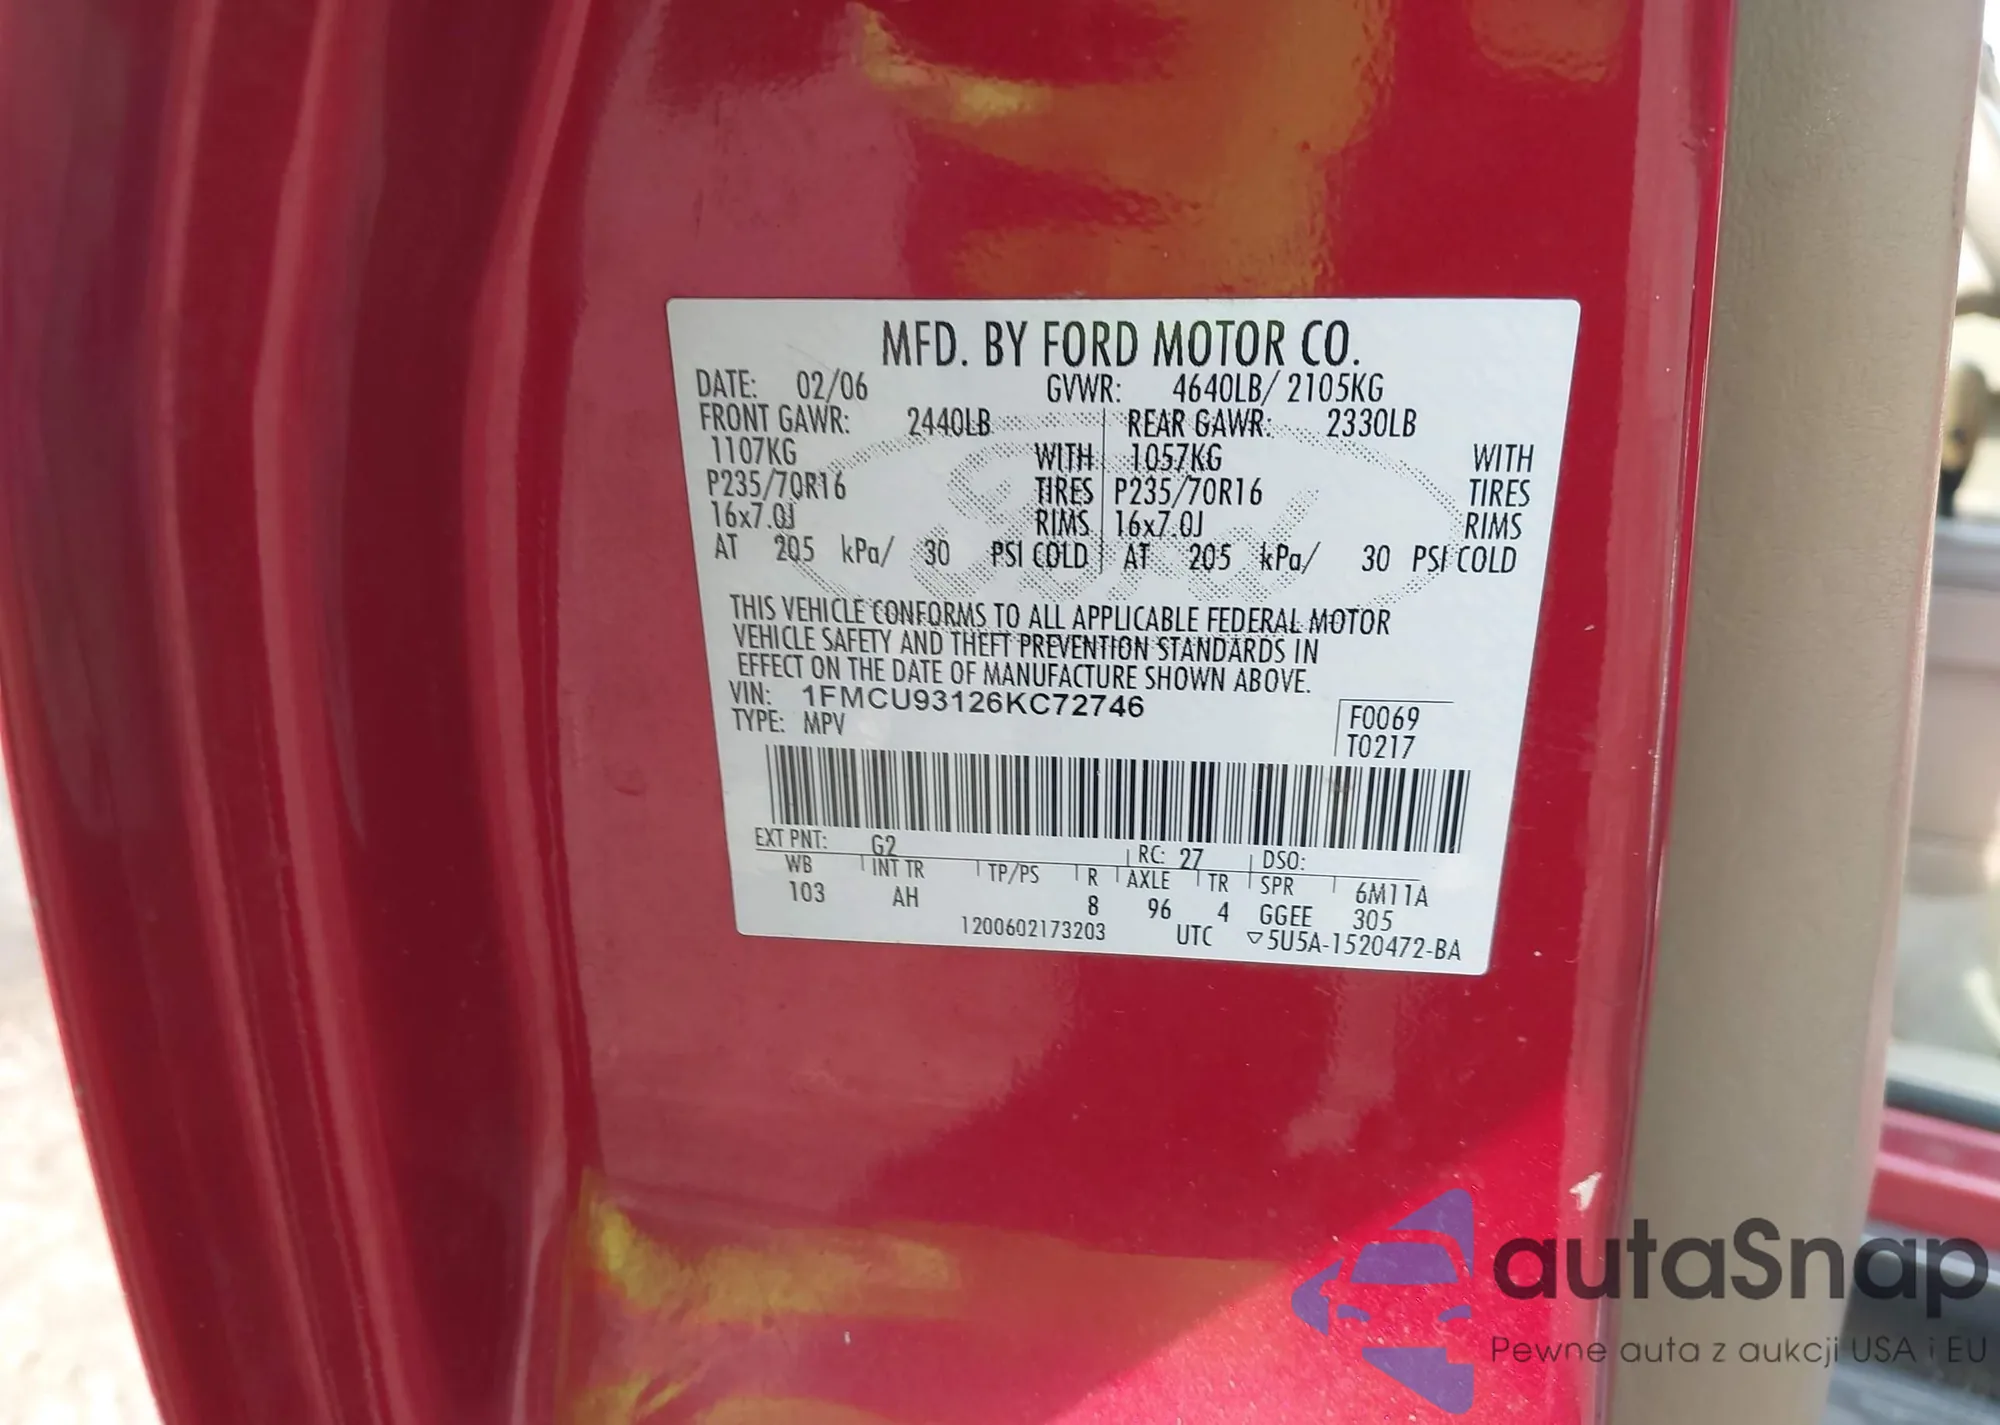 MFD. BY FORD MOTOR CO.
DATE: 02/06 GVWR: 4640LB/ 2105KG
FRONT GAWR: 2440LB REAR GAWR: 2330LB
1107KG WITH 1057KG WITH
P235/70R16 TIRES P235/70R16 TIRES
16x7.0J RIMS 16x7.0J RIMS
AT 205 kPa/ 30 PSI COLD AT 205 kPa/ 30 PSI COLD
THIS VEHICLE CONFORMS TO ALL APPLICABLE FEDERAL MOTOR
VEHICLE SAFETY AND THEFT PREVENTION STANDARDS IN
EFFECT ON THE DATE OF MANUFACTURE SHOWN ABOVE.
VIN: 1FMCU93126KC72746
TYPE: MPV
F0069
T0217
EXT PNT: G2 RC: 27 DSO:
WB INT TR TP/PS R AXLE TR SPR 6M11A
103 AH 8 96 4 GGEE 305
1200602173203 UTC ▽5U5A-1520472-BA
autaSnap
Pewne auta z aukcji USA i EU